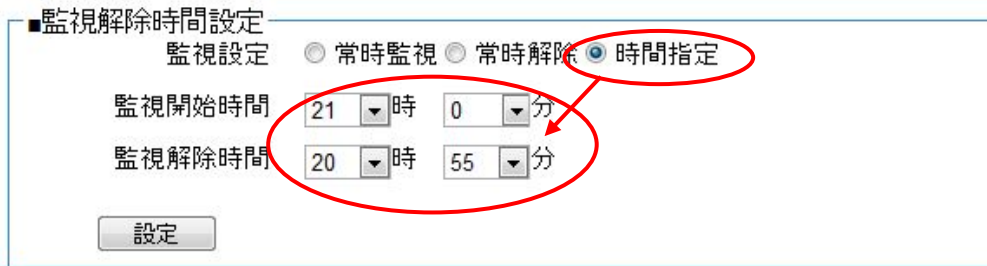 ■監視解除時間設定
監視設定 常時監視 常時解除 時間指定
監視開始時間 21 時 0 分
監視解除時間 20 時 55 分
設定